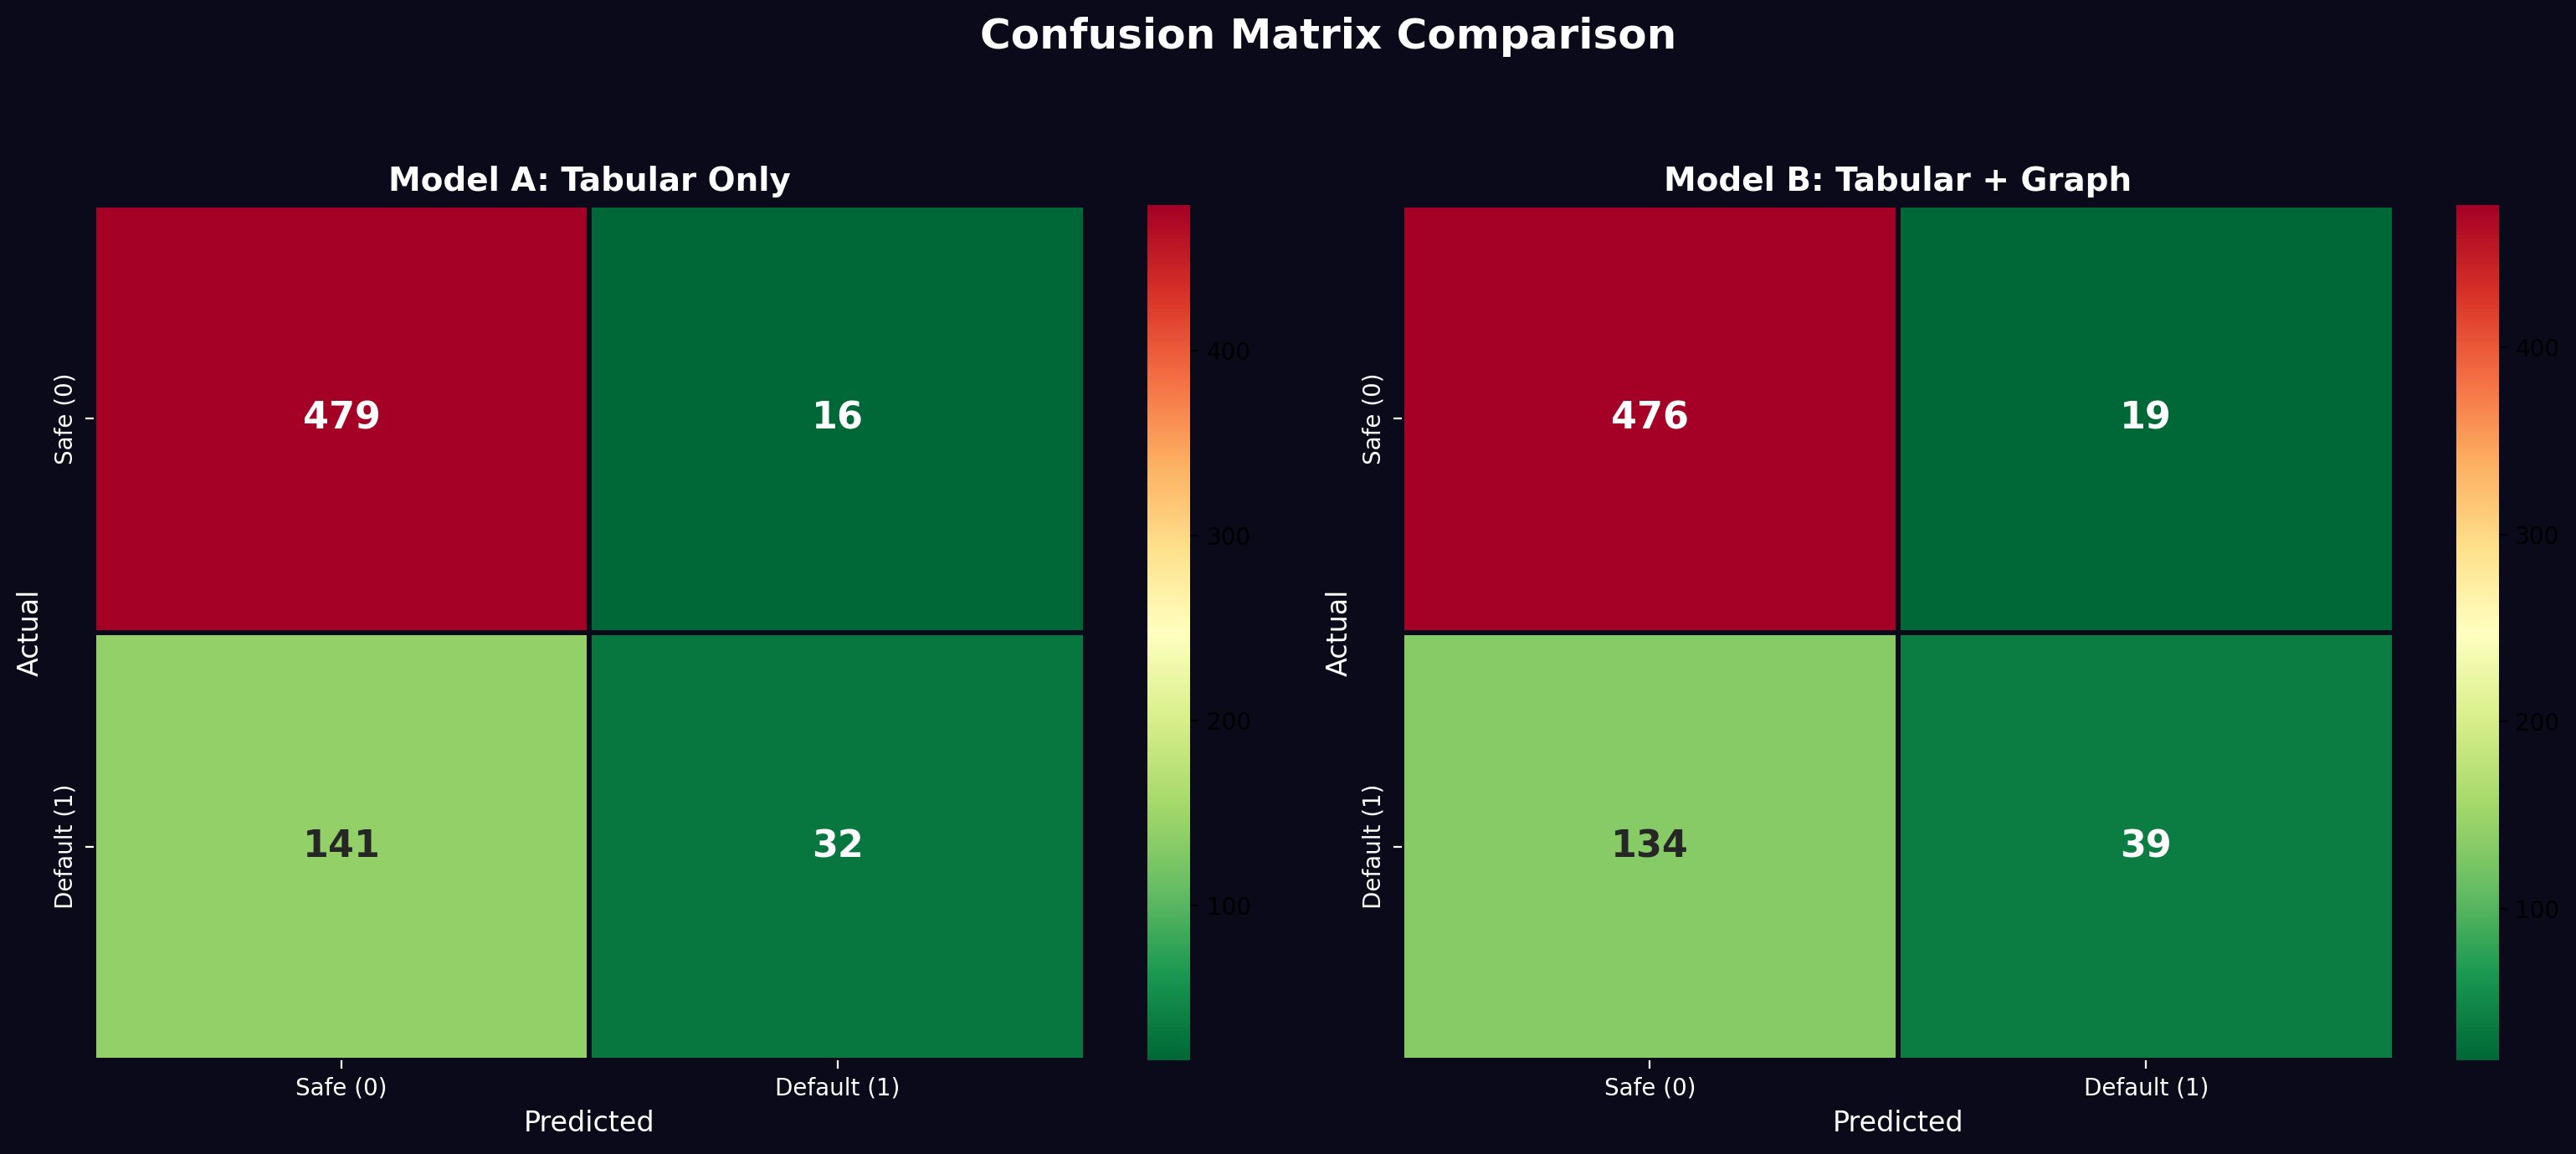 Confusion Matrix Comparison
Model A: Tabular Only
Actual
Safe (0)
Default (1)
479
16
141
32
Safe (0)
Default (1)
Predicted
400
300
200
100
Model B: Tabular + Graph
Actual
Safe (0)
Default (1)
476
19
134
39
Safe (0)
Default (1)
Predicted
400
300
200
100